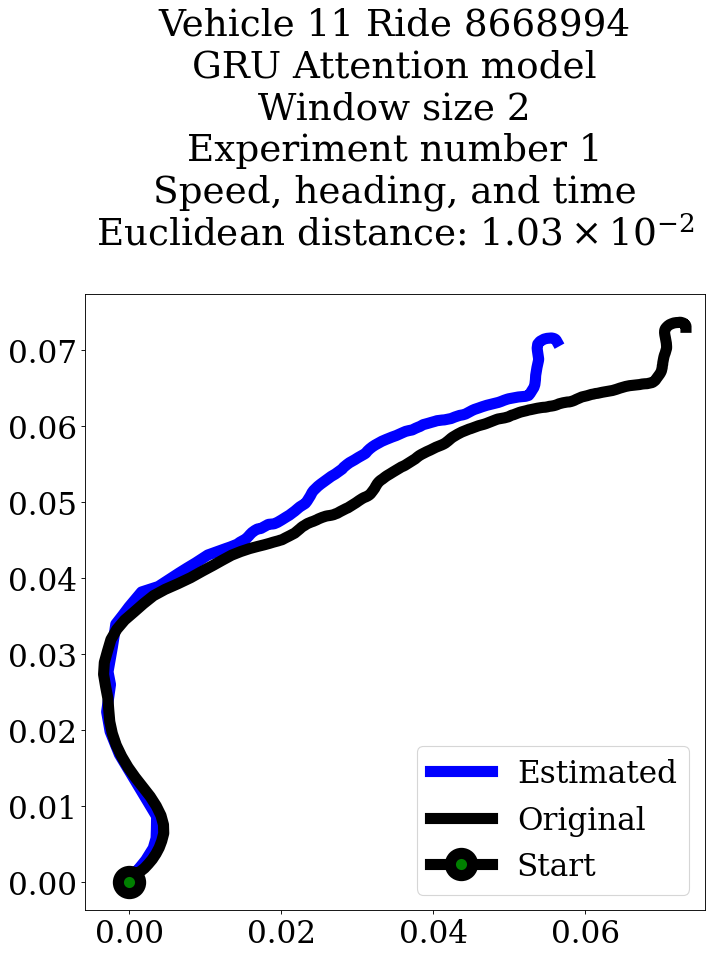 Vehicle 11 Ride 8668994
GRU Attention model
Window size 2
Experiment number 1
Speed, heading, and time
Euclidean distance: 1.03 × 10⁻²
0.07
0.06
0.05
0.04
0.03
0.02
0.01
0.00
Estimated
Original
Start
0.00 0.02 0.04 0.06